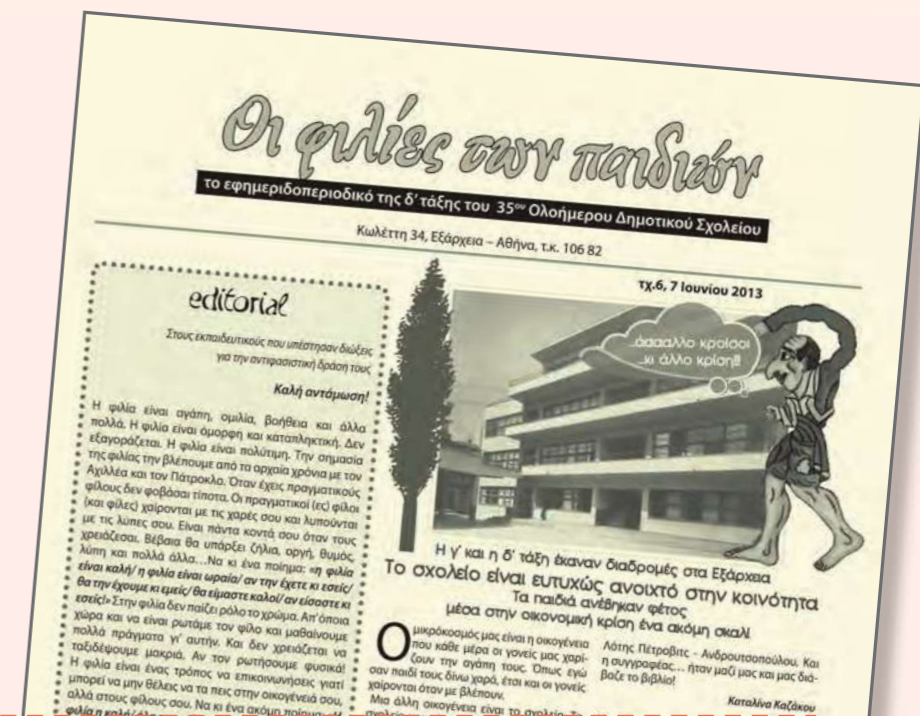 Οι φιλίες των παιδιών
το εφημεριδοπεριοδικό της δ' τάξης του 35ου Ολοήμερου Δημοτικού Σχολείου
Κωλέττη 34, Εξάρχεια – Αθήνα, τ.κ. 106 82
editorial
Στους εκπαιδευτικούς που υπέστησαν διώξεις
για την αντιφασιστική δράση τους
Καλή αντάμωση!
Η φιλία είναι αγάπη, ομιλία, βοήθεια και άλλα
πολλά. Η φιλία είναι όμορφη και καταπληκτική. Δεν
εξαγοράζεται. Η φιλία είναι πολύτιμη. Την σημασία
της φιλίας την βλέπουμε από τα αρχαία χρόνια με τον
Αχιλλέα και τον Πάτροκλο. Όταν έχεις πραγματικούς
φίλους δεν φοβάσαι τίποτα. Οι πραγματικοί (ες) φίλοι
(και φίλες) χαίρονται με τις χαρές σου και λυπούνται
με τις λύπες σου. Είναι πάντα κοντά σου όταν τους
χρειάζεσαι. Βέβαια θα υπάρξει ζήλια, οργή, θυμός,
λύπη και πολλά άλλα…Να κι ένα ποίημα: «η φιλία
είναι καλή/ η φιλία είναι ωραία/ αν την έχετε κι εσείς/
θα την έχουμε κι εμείς/ θα είμαστε καλοί/ αν είσαστε κι
εσείς!» Στην φιλία δεν παίζει ρόλο το χρώμα. Απ'όποια
χώρα και να είναι ρωτάμε τον φίλο και μαθαίνουμε
πολλά πράγματα γι' αυτήν. Και δεν χρειάζεται να
ταξιδέψουμε μακριά. Αν τον ρωτήσουμε φυσικά!
Η φιλία είναι ένας τρόπος να επικοινωνήσεις γιατί
μπορεί να μην θέλεις να τα πεις στην οικογένειά σου,
αλλά στους φίλους σου. Να κι ένα ακόμη ποίημα:
φιλία η καλή
τχ.6, 7 Ιουνίου 2013
..άααλλο κροίσοι
..κι άλλο κρίση!!!
Η γ' και η δ' τάξη έκαναν διαδρομές στα Εξάρχεια
Το σχολείο είναι ευτυχώς ανοιχτό στην κοινότητα
Τα παιδιά ανέβηκαν φέτος
μέσα στην οικονομική κρίση ένα ακόμη σκαλί
Ο μικρόκοσμός μας είναι η οικογένεια
που κάθε μέρα οι γονείς μας χαρί-
ζουν την αγάπη τους. Όπως εγώ
σαν παιδί τους δίνω χαρά, έτσι και οι γονείς
χαίρονται όταν με βλέπουν.
Μια άλλη οικογένεια είναι το σχολείο. Το
Λότης Πέτροβιτς - Ανδρουτσοπούλου. Και
η συγγραφέας… ήταν μαζί μας και μας διά-
βαζε το βιβλίο!
Καταλίνα Καζάκου